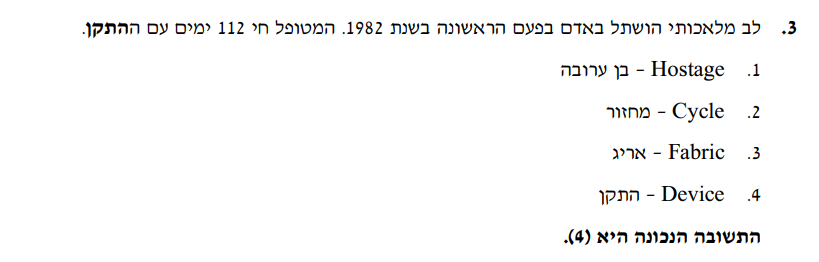 3. לב מלאכותי הושתל באדם בפעם הראשונה בשנת 1982. המטופל חי 112 ימים עם ההתקן.
1. Hostage – בן ערובה
2. Cycle – מחזור
3. Fabric – אריג
4. Device – התקן
התשובה הנכונה היא (4).